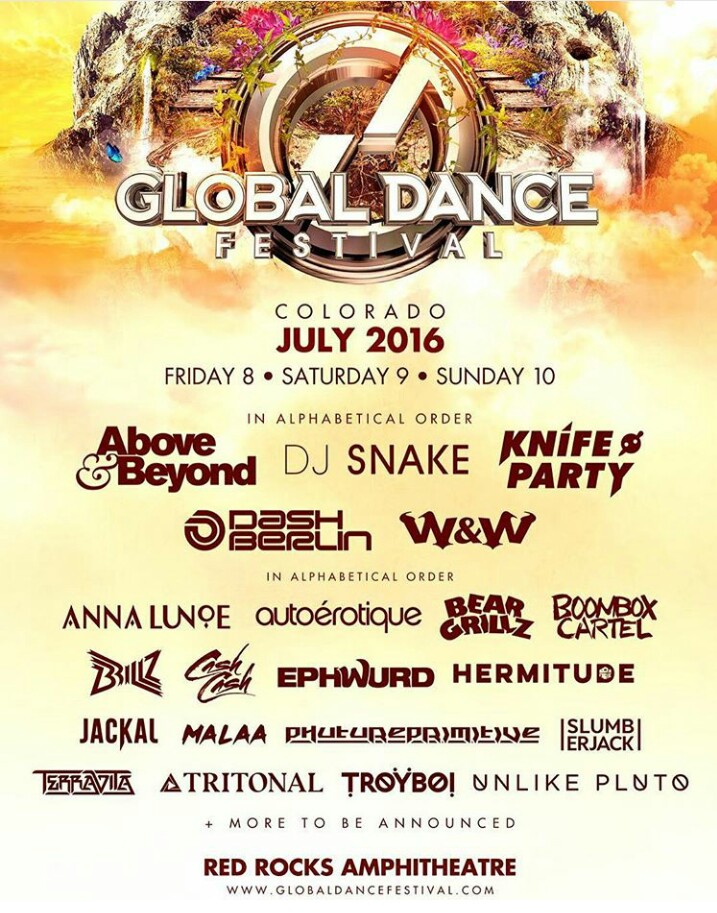 GLOBAL DANCE
FESTIVAL
COLORADO
JULY 2016
FRIDAY 8 • SATURDAY 9 • SUNDAY 10
IN ALPHABETICAL ORDER
Above & Beyond DJ SNAKE KNIFE PARTY
DASH BERLIN W&W
IN ALPHABETICAL ORDER
ANNA LUNOE autoérotique BEAR GRILLZ BOOMBOX CARTEL
BRILLZ Cash Cash EPHWURD HERMITUDE
JACKAL MALAA PHUTUREPRIMITIVE |SLUMBERJACK|
TERRAVITA TRITONAL TRØŸBOI UNLIKE PLUTO
+ MORE TO BE ANNOUNCED
RED ROCKS AMPHITHEATRE
WWW.GLOBALDANCEFESTIVAL.COM